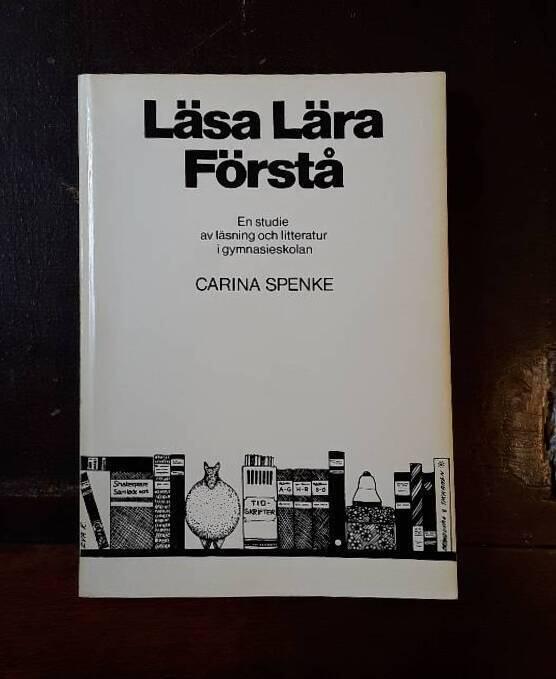 Läsa Lära
Förstå
En studie
av läsning och litteratur
i gymnasieskolan
CARINA SPENKE
Shakespeare
Samlade verk
TID-
SKRIFTER
A-G
H-R
S-Ö